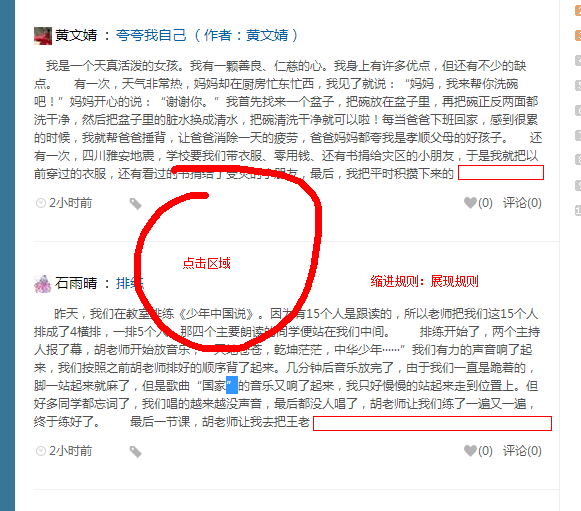 黄文婧 : 夸夸我自己（作者：黄文婧）
我是一个天真活泼的女孩。我有一颗善良、仁慈的心。我身上有许多优点，但还有不少的缺
点。 有一次，天气非常热，妈妈却在厨房忙东忙西，我见了就说：“妈妈，我来帮你洗碗
吧！”妈妈开心的说：“谢谢你。”我首先找来一个盆子，把碗放在盆子里，再把碗正反两面都
洗干净，然后把盆子里的脏水换成清水，把碗清洗干净就可以啦！每当爸爸下班回家，感到很累
的时候，我就帮爸爸捶背，让爸爸消除一天的疲劳，爸爸妈妈都夸我是孝顺父母的好孩子。 还
有一次，四川雅安地震，学校要我们带衣服、零用钱、还有书捐给灾区的小朋友，于是我就把以
前穿过的衣服，还有看过的书捐给了受灾的小朋友，最后，我把平时积攒下来的
2小时前 (0) 评论(0)
点击区域
石雨晴 : 排练
缩进规则：展现规则
昨天，我们在教室排练《少年中国说》。因为有15个人是跟读的，所以老师把我们这15个人
排成了4横排，一排5个人，那四个主要朗读的同学便站在我们中间。 排练开始了，两个主持
人报了幕，胡老师开始放音乐，苍苍，乾坤茫茫，中华少年······”我们有力的声音响了起
来，我们按照之前胡老师排好的顺序背了起来。几分钟后音乐放完了，由于我们一直是跪着的，
脚一站起来就麻了，但是歌曲“国家”的音乐又响了起来，我只好慢慢的站起来走到位置上。但
好多同学都忘词了，我们唱的越来越没声音，最后都没人唱了，胡老师让我们练了一遍又一遍，
终于练好了。 最后一节课，胡老师让我去把王老
2小时前 (0) 评论(0)